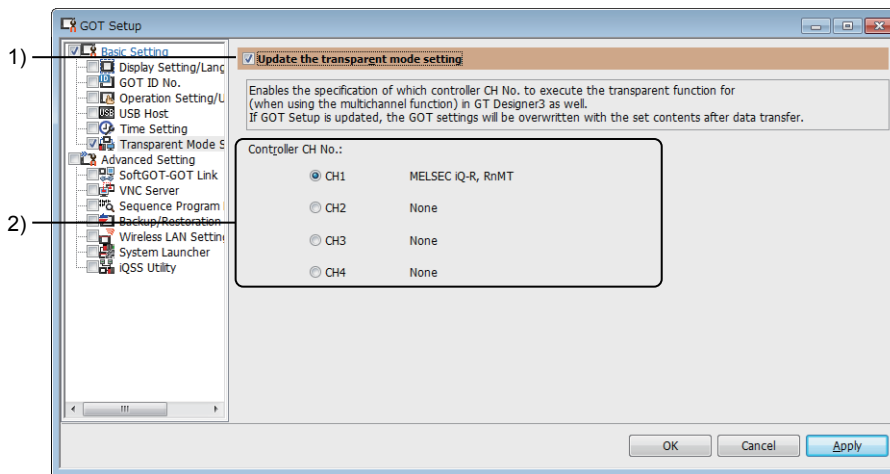 GOT Setup
1)
2)
Basic Setting
Display Setting/Lang
GOT ID No.
Operation Setting/U
USB Host
Time Setting
Transparent Mode S
Advanced Setting
SoftGOT-GOT Link
VNC Server
Sequence Program
Backup/Restoration
Wireless LAN Setting
System Launcher
iQSS Utility
Update the transparent mode setting
Enables the specification of which controller CH No. to execute the transparent function for
(when using the multichannel function) in GT Designer3 as well.
If GOT Setup is updated, the GOT settings will be overwritten with the set contents after data transfer.
Controller CH No.:
CH1 MELSEC iQ-R, RnMT
CH2 None
CH3 None
CH4 None
OK Cancel Apply